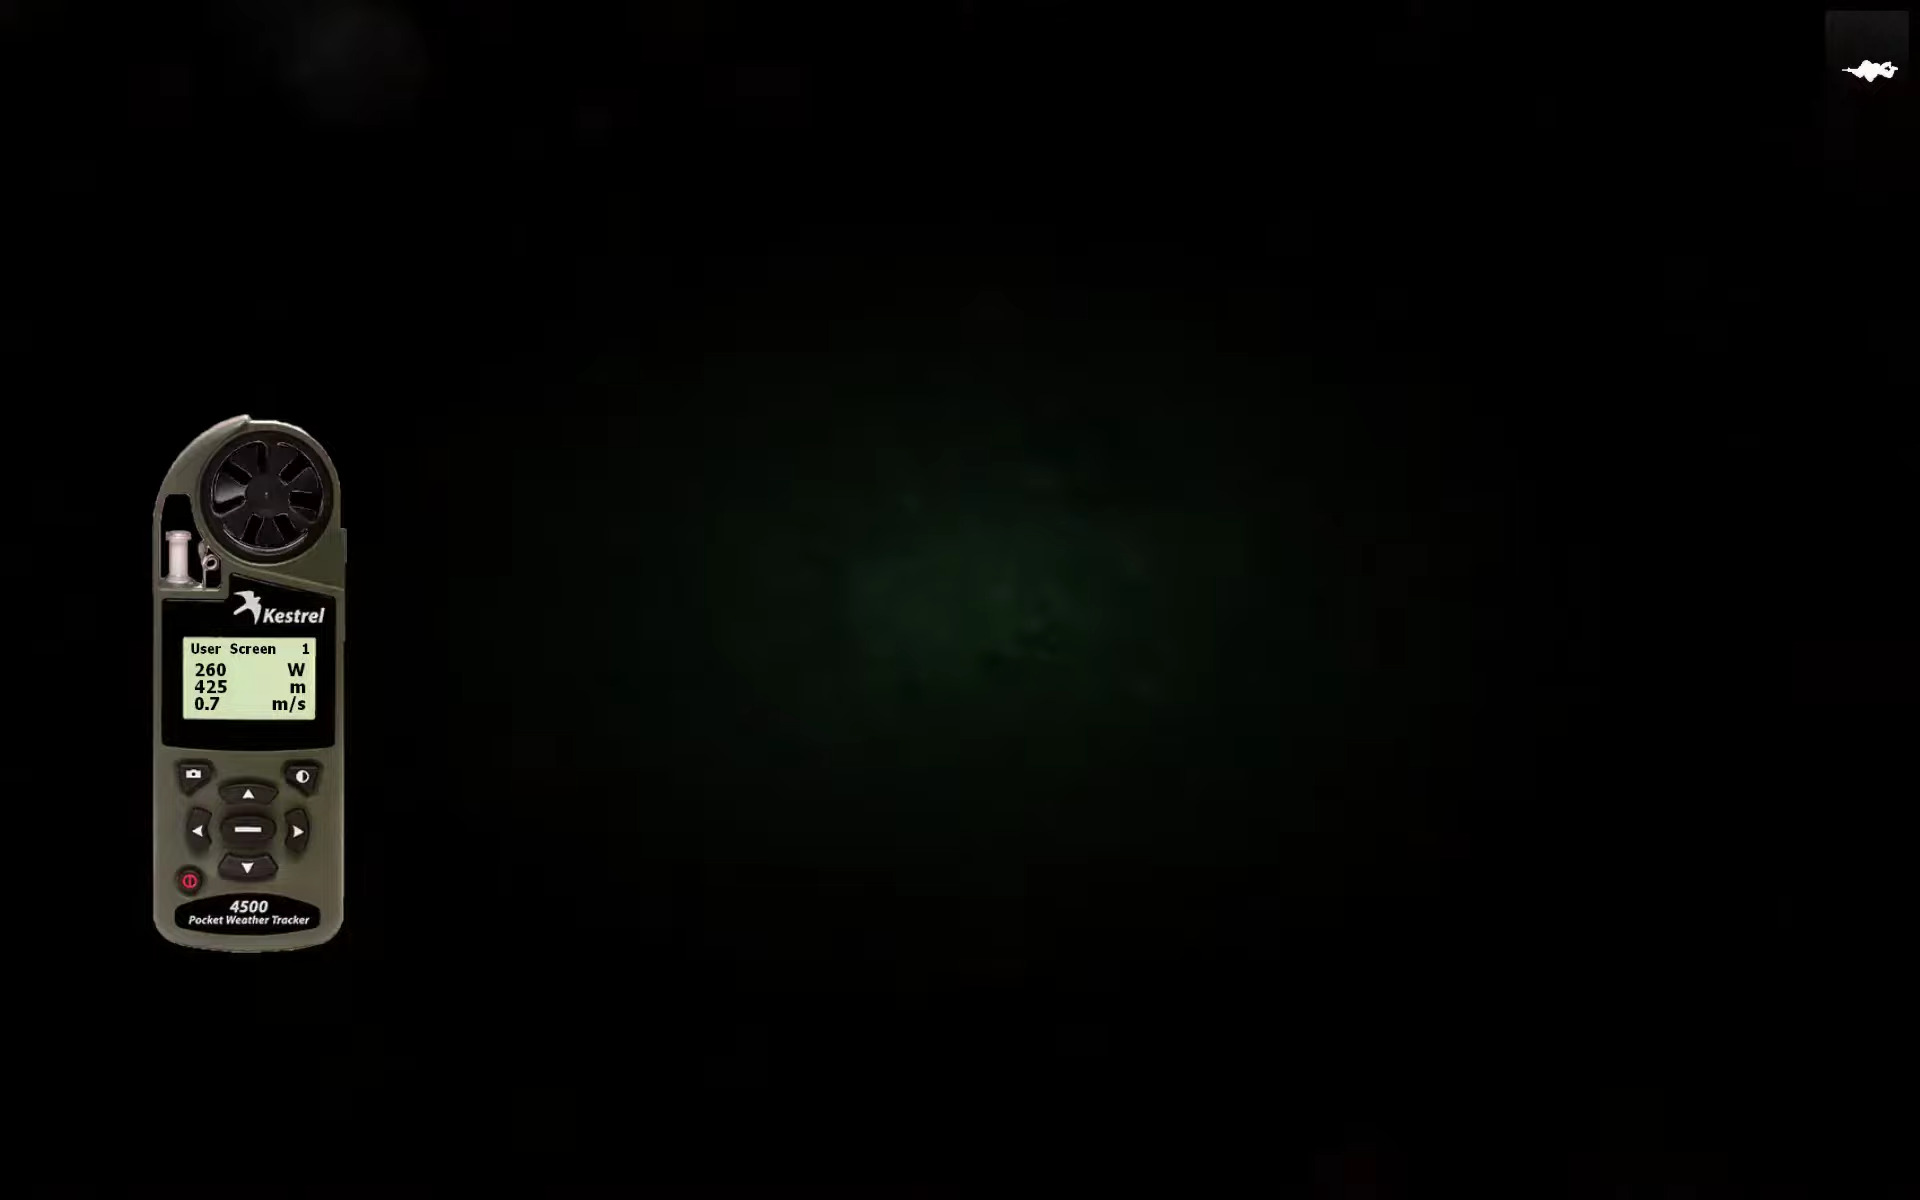 Kestrel
User Screen 1
260 W
425 m
0.7 m/s
4500
Pocket Weather Tracker